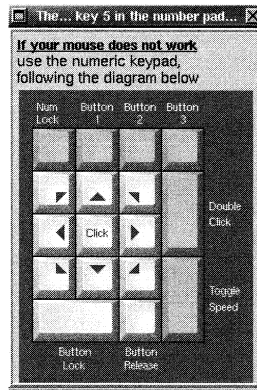 The... key 5 in the number pad...
If your mouse does not work
use the numeric keypad,
following the diagram below
Num Lock
Button 1
Button 2
Button 3
Click
Double Click
Toggle Speed
Button Lock
Button Release